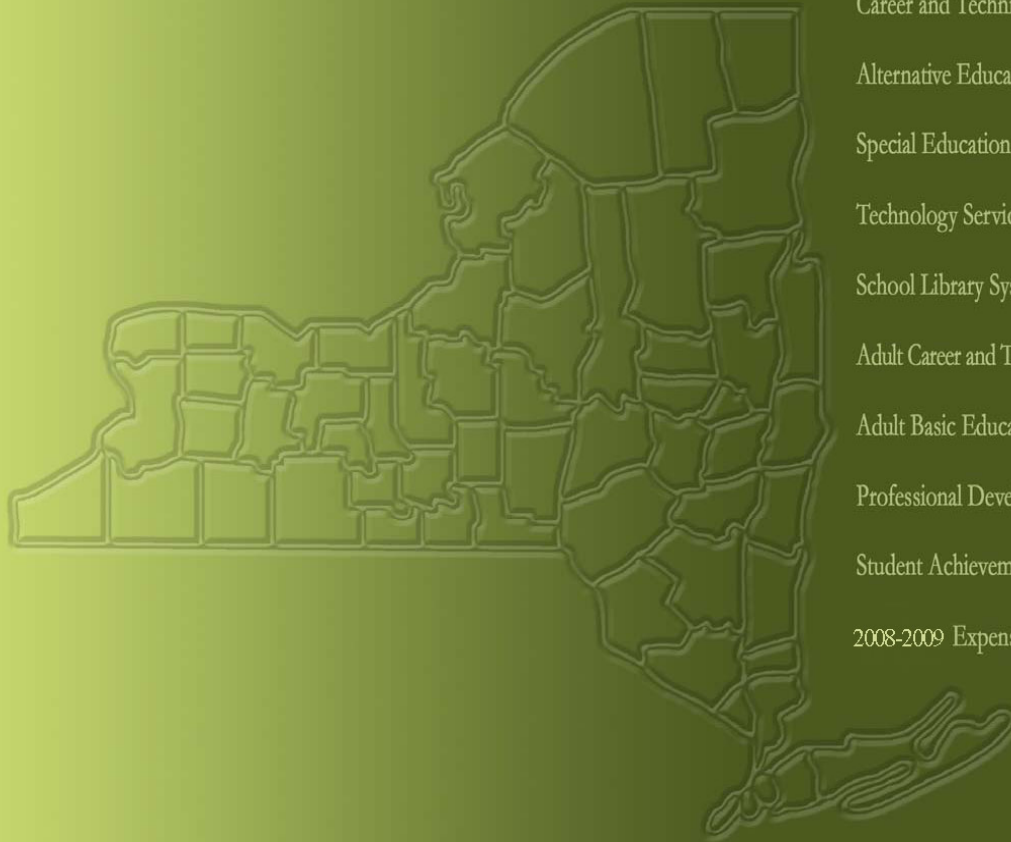 Career and Techni
Alternative Educa
Special Education
Technology Servic
School Library Sys
Adult Career and T
Adult Basic Educa
Professional Deve
Student Achievem
2008-2009 Expens